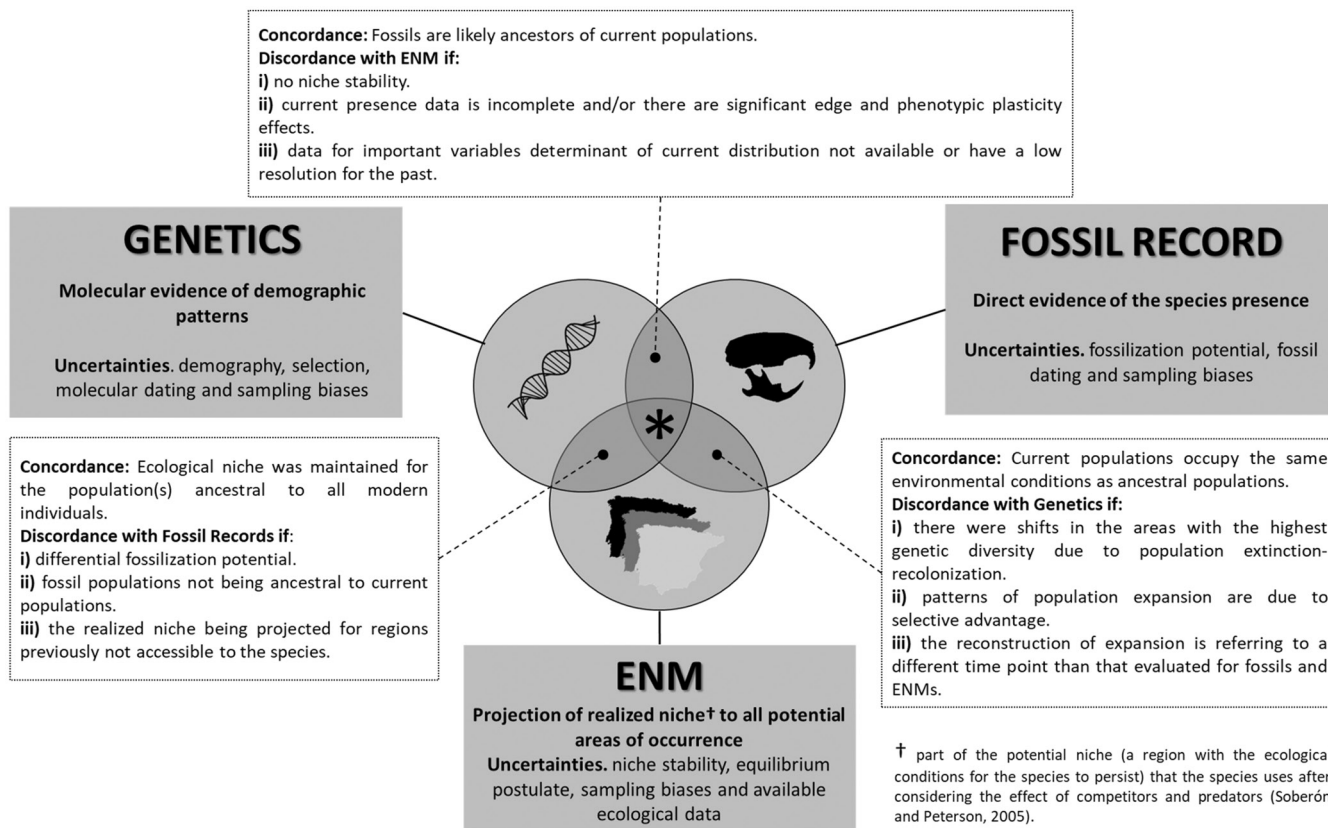 Concordance: Fossils are likely ancestors of current populations.
Discordance with ENM if:
i) no niche stability.
ii) current presence data is incomplete and/or there are significant edge and phenotypic plasticity
effects.
iii) data for important variables determinant of current distribution not available or have a low
resolution for the past.
GENETICS
Molecular evidence of demographic
patterns
Uncertainties. demography, selection,
molecular dating and sampling biases
FOSSIL RECORD
Direct evidence of the species presence
Uncertainties. fossilization potential, fossil
dating and sampling biases
*
Concordance: Ecological niche was maintained for
the population(s) ancestral to all modern
individuals.
Discordance with Fossil Records if:
i) differential fossilization potential.
ii) fossil populations not being ancestral to current
populations.
iii) the realized niche being projected for regions
previously not accessible to the species.
Concordance: Current populations occupy the same
environmental conditions as ancestral populations.
Discordance with Genetics if:
i) there were shifts in the areas with the highest
genetic diversity due to population extinction-
recolonization.
ii) patterns of population expansion are due to
selective advantage.
iii) the reconstruction of expansion is referring to a
different time point than that evaluated for fossils and
ENMs.
ENM
Projection of realized niche† to all potential
areas of occurrence
Uncertainties. niche stability, equilibrium
postulate, sampling biases and available
ecological data
† part of the potential niche (a region with the ecological
conditions for the species to persist) that the species uses after
considering the effect of competitors and predators (Soberón
and Peterson, 2005).